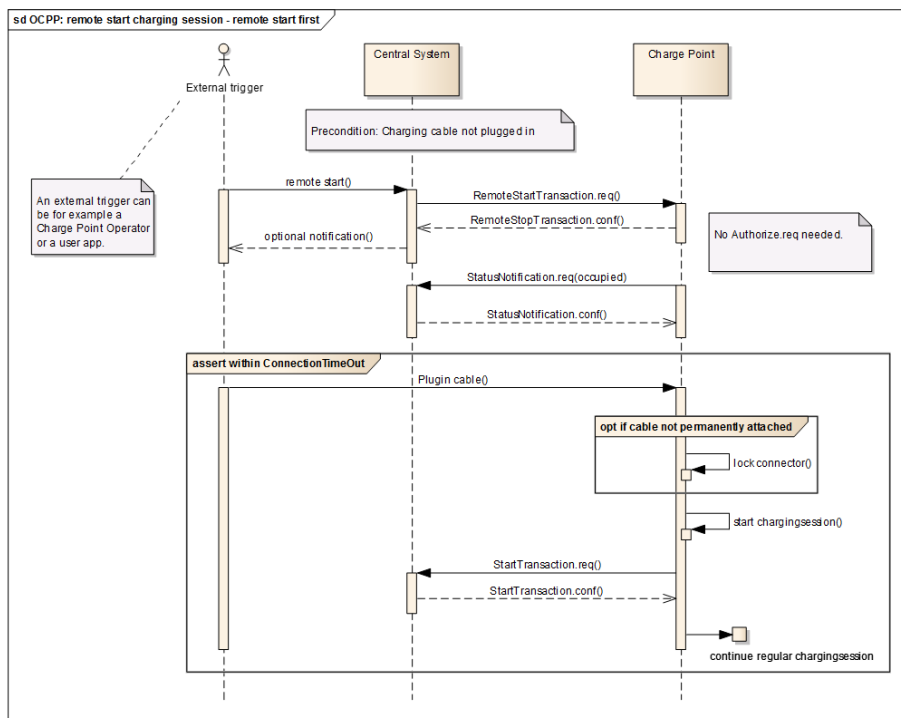 sd OCPP: remote start charging session - remote start first
External trigger
Central System
Charge Point
Precondition: Charging cable not plugged in
An external trigger can
be for example a
Charge Point Operator
or a user app.
remote start()
RemoteStartTransaction.req()
RemoteStopTransaction.conf()
optional notification()
No Authorize.req needed.
StatusNotification.req(occupied)
StatusNotification.conf()
assert within ConnectionTimeOut
Plugin cable()
opt if cable not permanently attached
lock connector()
start chargingsession()
StartTransaction.req()
StartTransaction.conf()
continue regular chargingsession